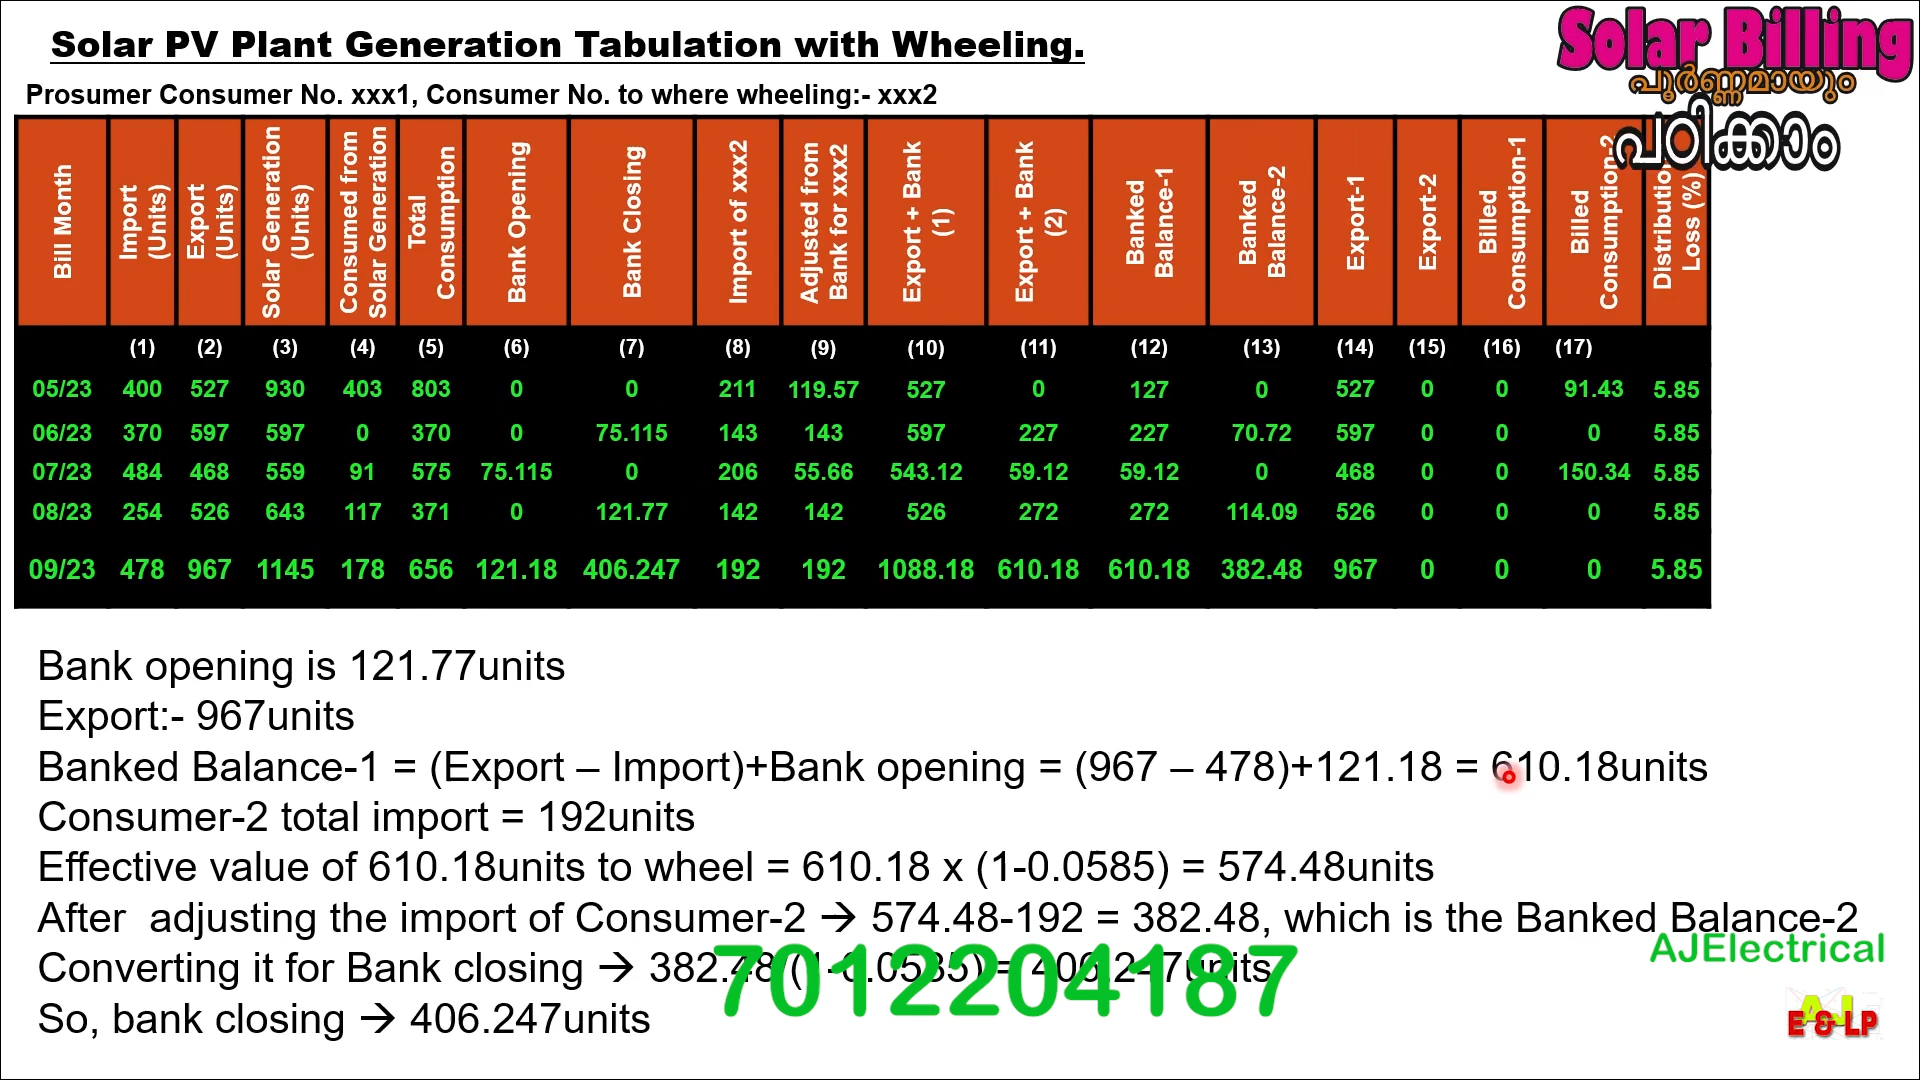 Solar PV Plant Generation Tabulation with Wheeling.
Solar Billing
പൂർണ്ണമായും
പഠിക്കാം
Prosumer Consumer No. xxx1, Consumer No. to where wheeling:- xxx2
Bill Month Import (Units) Export (Units) Solar Generation (Units) Consumed from Solar Generation Total Consumption Bank Opening Bank Closing Import of xxx2 Adjusted from Bank for xxx2 Export + Bank (1) Export + Bank (2) Banked Balance-1 Banked Balance-2 Export-1 Export-2 Billed Consumption-1 Billed Consumption-2 Distribution Loss (%)
(1) (2) (3) (4) (5) (6) (7) (8) (9) (10) (11) (12) (13) (14) (15) (16) (17)
05/23 400 527 930 403 803 0 0 211 119.57 527 0 127 0 527 0 0 91.43 5.85
06/23 370 597 597 0 370 0 75.115 143 143 597 227 227 70.72 597 0 0 0 5.85
07/23 484 468 559 91 575 75.115 0 206 55.66 543.12 59.12 59.12 0 468 0 0 150.34 5.85
08/23 254 526 643 117 371 0 121.77 142 142 526 272 272 114.09 526 0 0 0 5.85
09/23 478 967 1145 178 656 121.18 406.247 192 192 1088.18 610.18 610.18 382.48 967 0 0 0 5.85
Bank opening is 121.77units
Export:- 967units
Banked Balance-1 = (Export – Import)+Bank opening = (967 – 478)+121.18 = 610.18units
Consumer-2 total import = 192units
Effective value of 610.18units to wheel = 610.18 x (1-0.0585) = 574.48units
After  adjusting the import of Consumer-2 → 574.48-192 = 382.48, which is the Banked Balance-2
AJElectrical
Converting it for Bank closing → 382.48/(1-0.0585) = 406.247units
7012204187
So, bank closing → 406.247units
AJ
E & LP